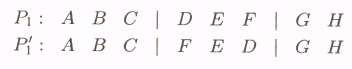 P₁ : A B C | D E F | G H
P₁′ : A B C | F E D | G H